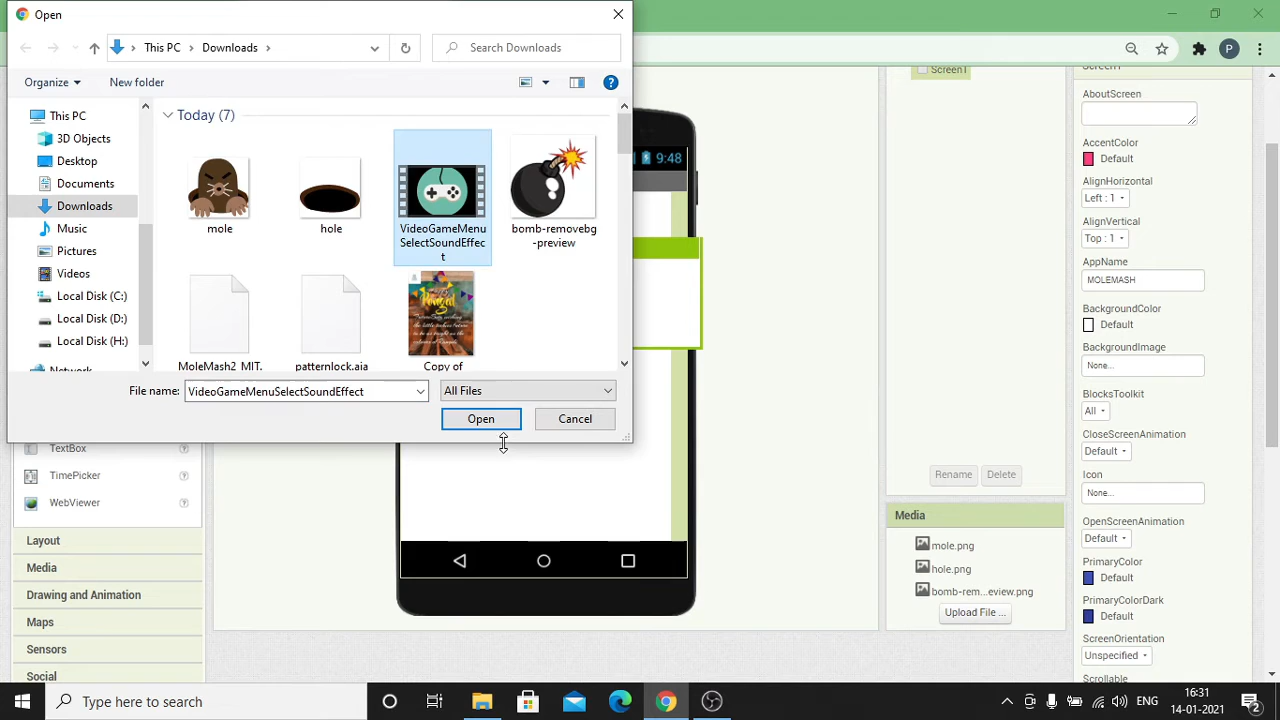 Open
This PC
Downloads
Search Downloads
P
Organize
New folder
This PC
3D Objects
Desktop
Documents
Downloads
Music
Pictures
Videos
Local Disk (C:)
Local Disk (D:)
Local Disk (H:)
Network
Today (7)
mole
hole
VideoGameMenu
SelectSoundEffec
t
bomb-removebg
-preview
MoleMash2_MIT.
patternlock.aia
Copy of
File name:
VideoGameMenuSelectSoundEffect
All Files
Open
Cancel
9:48
TextBox
TimePicker
WebViewer
Layout
Media
Drawing and Animation
Maps
Sensors
Social
Screen1
Rename
Delete
Media
mole.png
hole.png
bomb-rem...eview.png
Upload File ...
Screen1
AboutScreen
AccentColor
Default
AlignHorizontal
Left : 1
AlignVertical
Top : 1
AppName
MOLEMASH
BackgroundColor
Default
BackgroundImage
None...
BlocksToolkit
All
CloseScreenAnimation
Default
Icon
None...
OpenScreenAnimation
Default
PrimaryColor
Default
PrimaryColorDark
Default
ScreenOrientation
Unspecified
Scrollable
Type here to search
ENG
16:31
14-01-2021
2